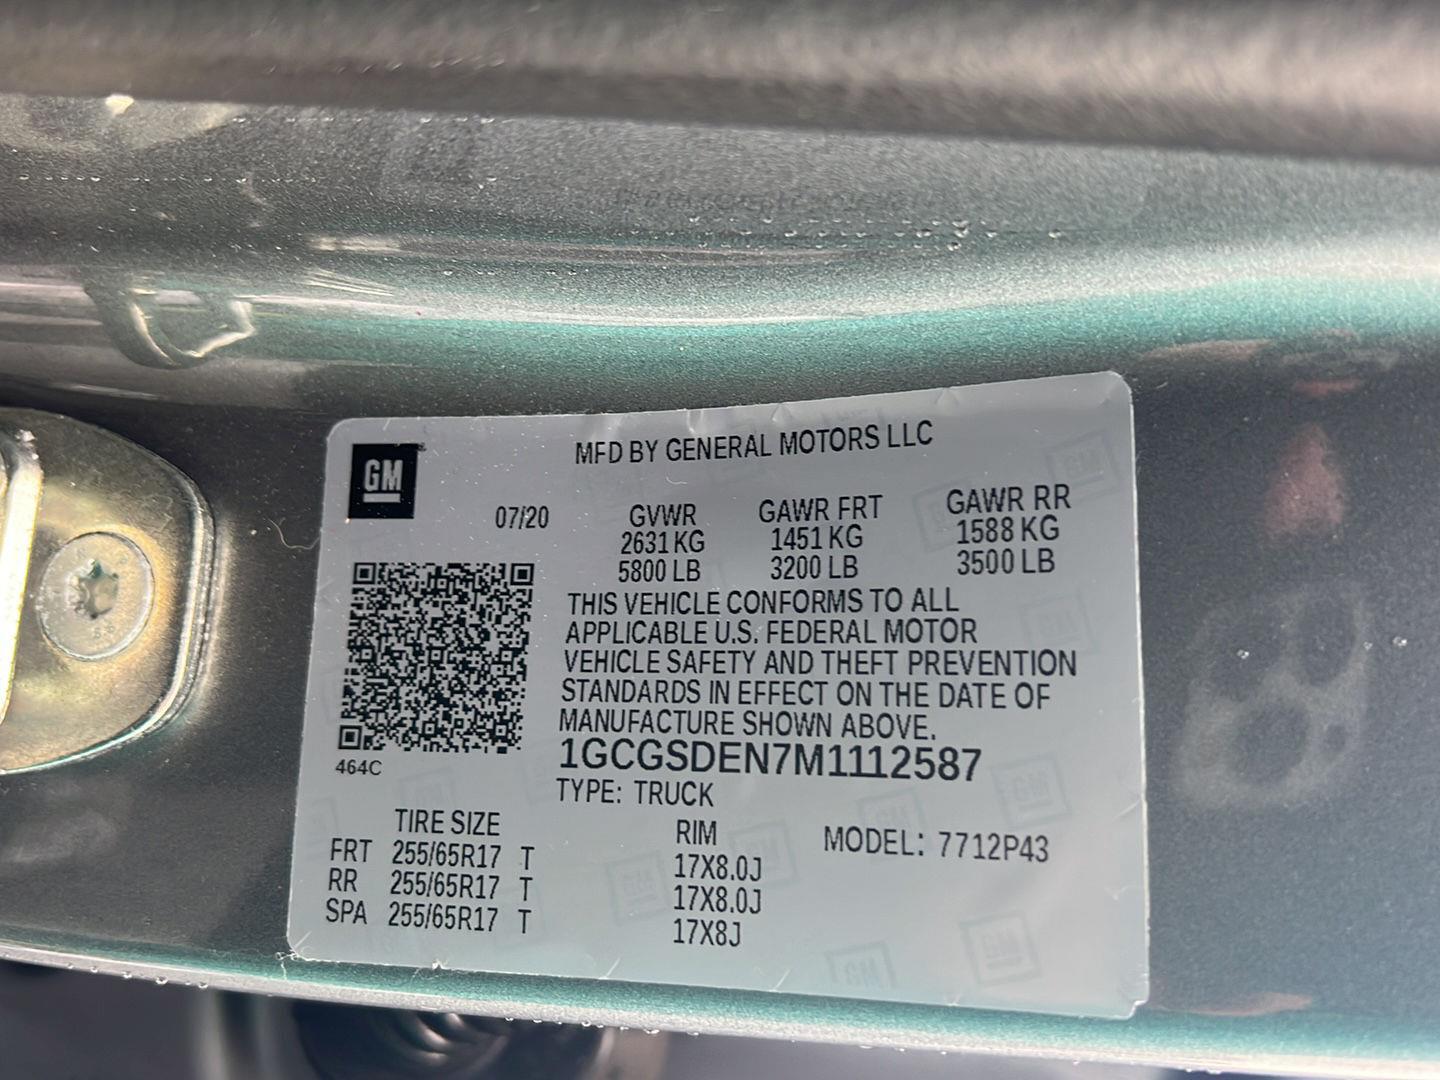 GM
MFD BY GENERAL MOTORS LLC
07/20
GVWR GAWR FRT GAWR RR
2631 KG 1451 KG 1588 KG
5800 LB 3200 LB 3500 LB
THIS VEHICLE CONFORMS TO ALL
APPLICABLE U.S. FEDERAL MOTOR
VEHICLE SAFETY AND THEFT PREVENTION
STANDARDS IN EFFECT ON THE DATE OF
MANUFACTURE SHOWN ABOVE.
1GCGSDEN7M1112587
464C
TYPE: TRUCK
TIRE SIZE RIM MODEL: 7712P43
FRT 255/65R17 T 17X8.0J
RR 255/65R17 T 17X8.0J
SPA 255/65R17 T 17X8J